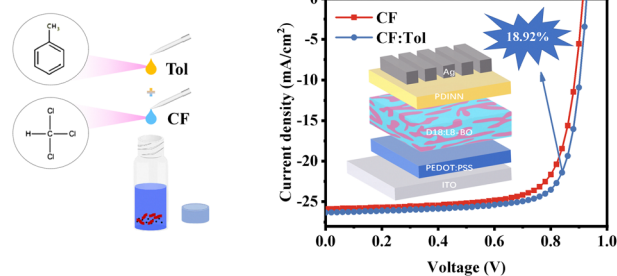 CH₃
Tol
+
CF
Cl
H C Cl
Cl
Current density (mA/cm²)
0
-5
-10
-15
-20
-25
0.0 0.2 0.4 0.6 0.8 1.0
Voltage (V)
CF
CF:Tol
18.92%
Ag
PDINN
D18:L8-BO
PEDOT:PSS
ITO